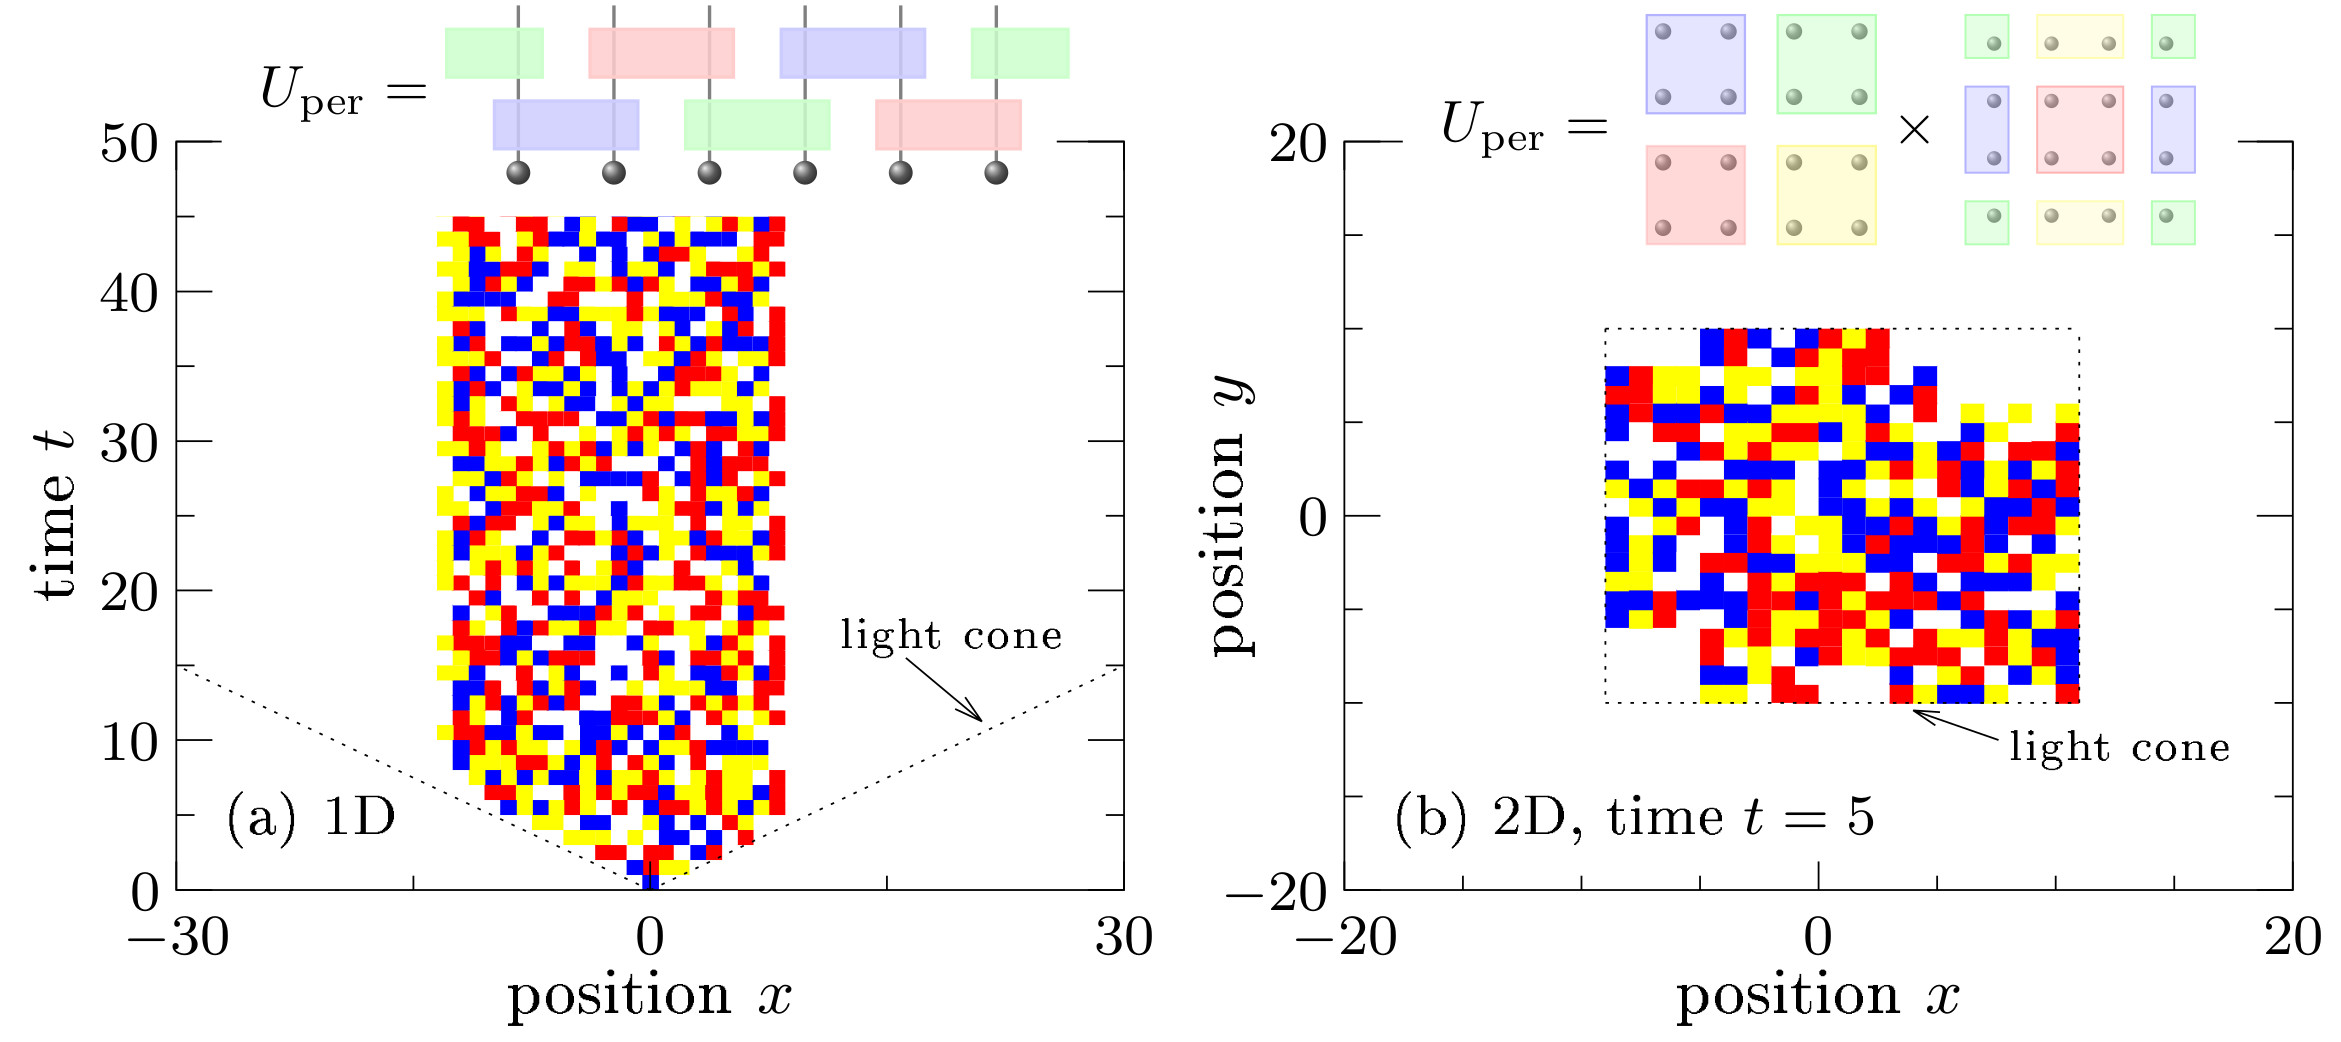 U_per =
50
40
30
20
10
0
time t
light cone
(a) 1D
−30
0
30
position x
U_per =
×
20
0
−20
position y
light cone
(b) 2D, time t = 5
−20
0
20
position x